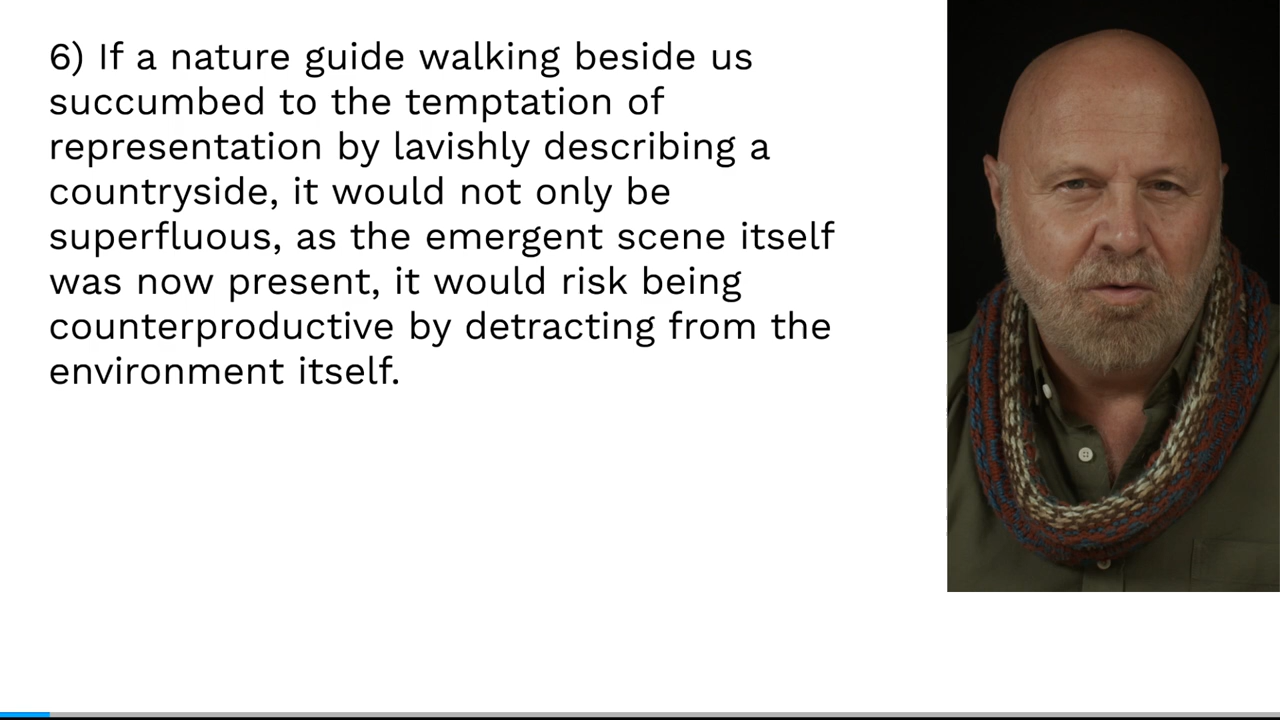 6) If a nature guide walking beside us
succumbed to the temptation of
representation by lavishly describing a
countryside, it would not only be
superfluous, as the emergent scene itself
was now present, it would risk being
counterproductive by detracting from the
environment itself.